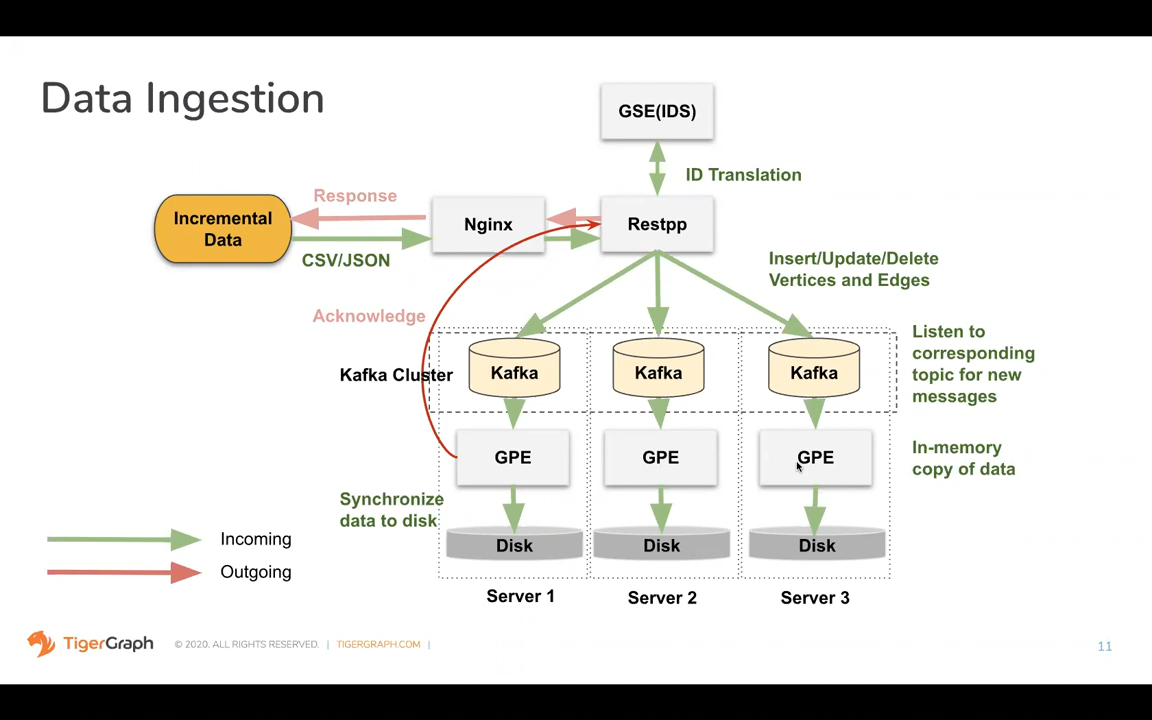 Data Ingestion
GSE(IDS)
ID Translation
Response
Incremental
Data
Nginx
Restpp
CSV/JSON
Insert/Update/Delete
Vertices and Edges
Acknowledge
Listen to
corresponding
topic for new
messages
Kafka Cluster
Kafka
Kafka
Kafka
GPE
GPE
GPE
In-memory
copy of data
Synchronize
data to disk
Disk
Disk
Disk
Incoming
Outgoing
Server 1
Server 2
Server 3
TigerGraph
© 2020. ALL RIGHTS RESERVED. | TIGERGRAPH.COM |
11